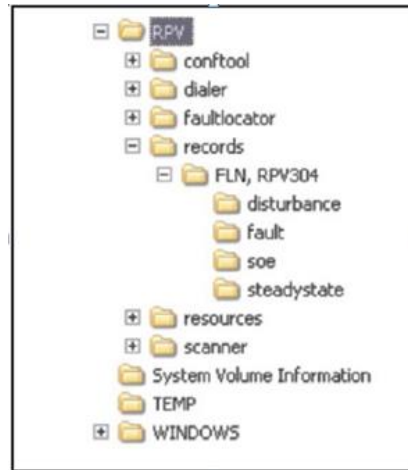 RPV
conftool
dialer
faultlocator
records
FLN, RPV304
disturbance
fault
soe
steadystate
resources
scanner
System Volume Information
TEMP
WINDOWS